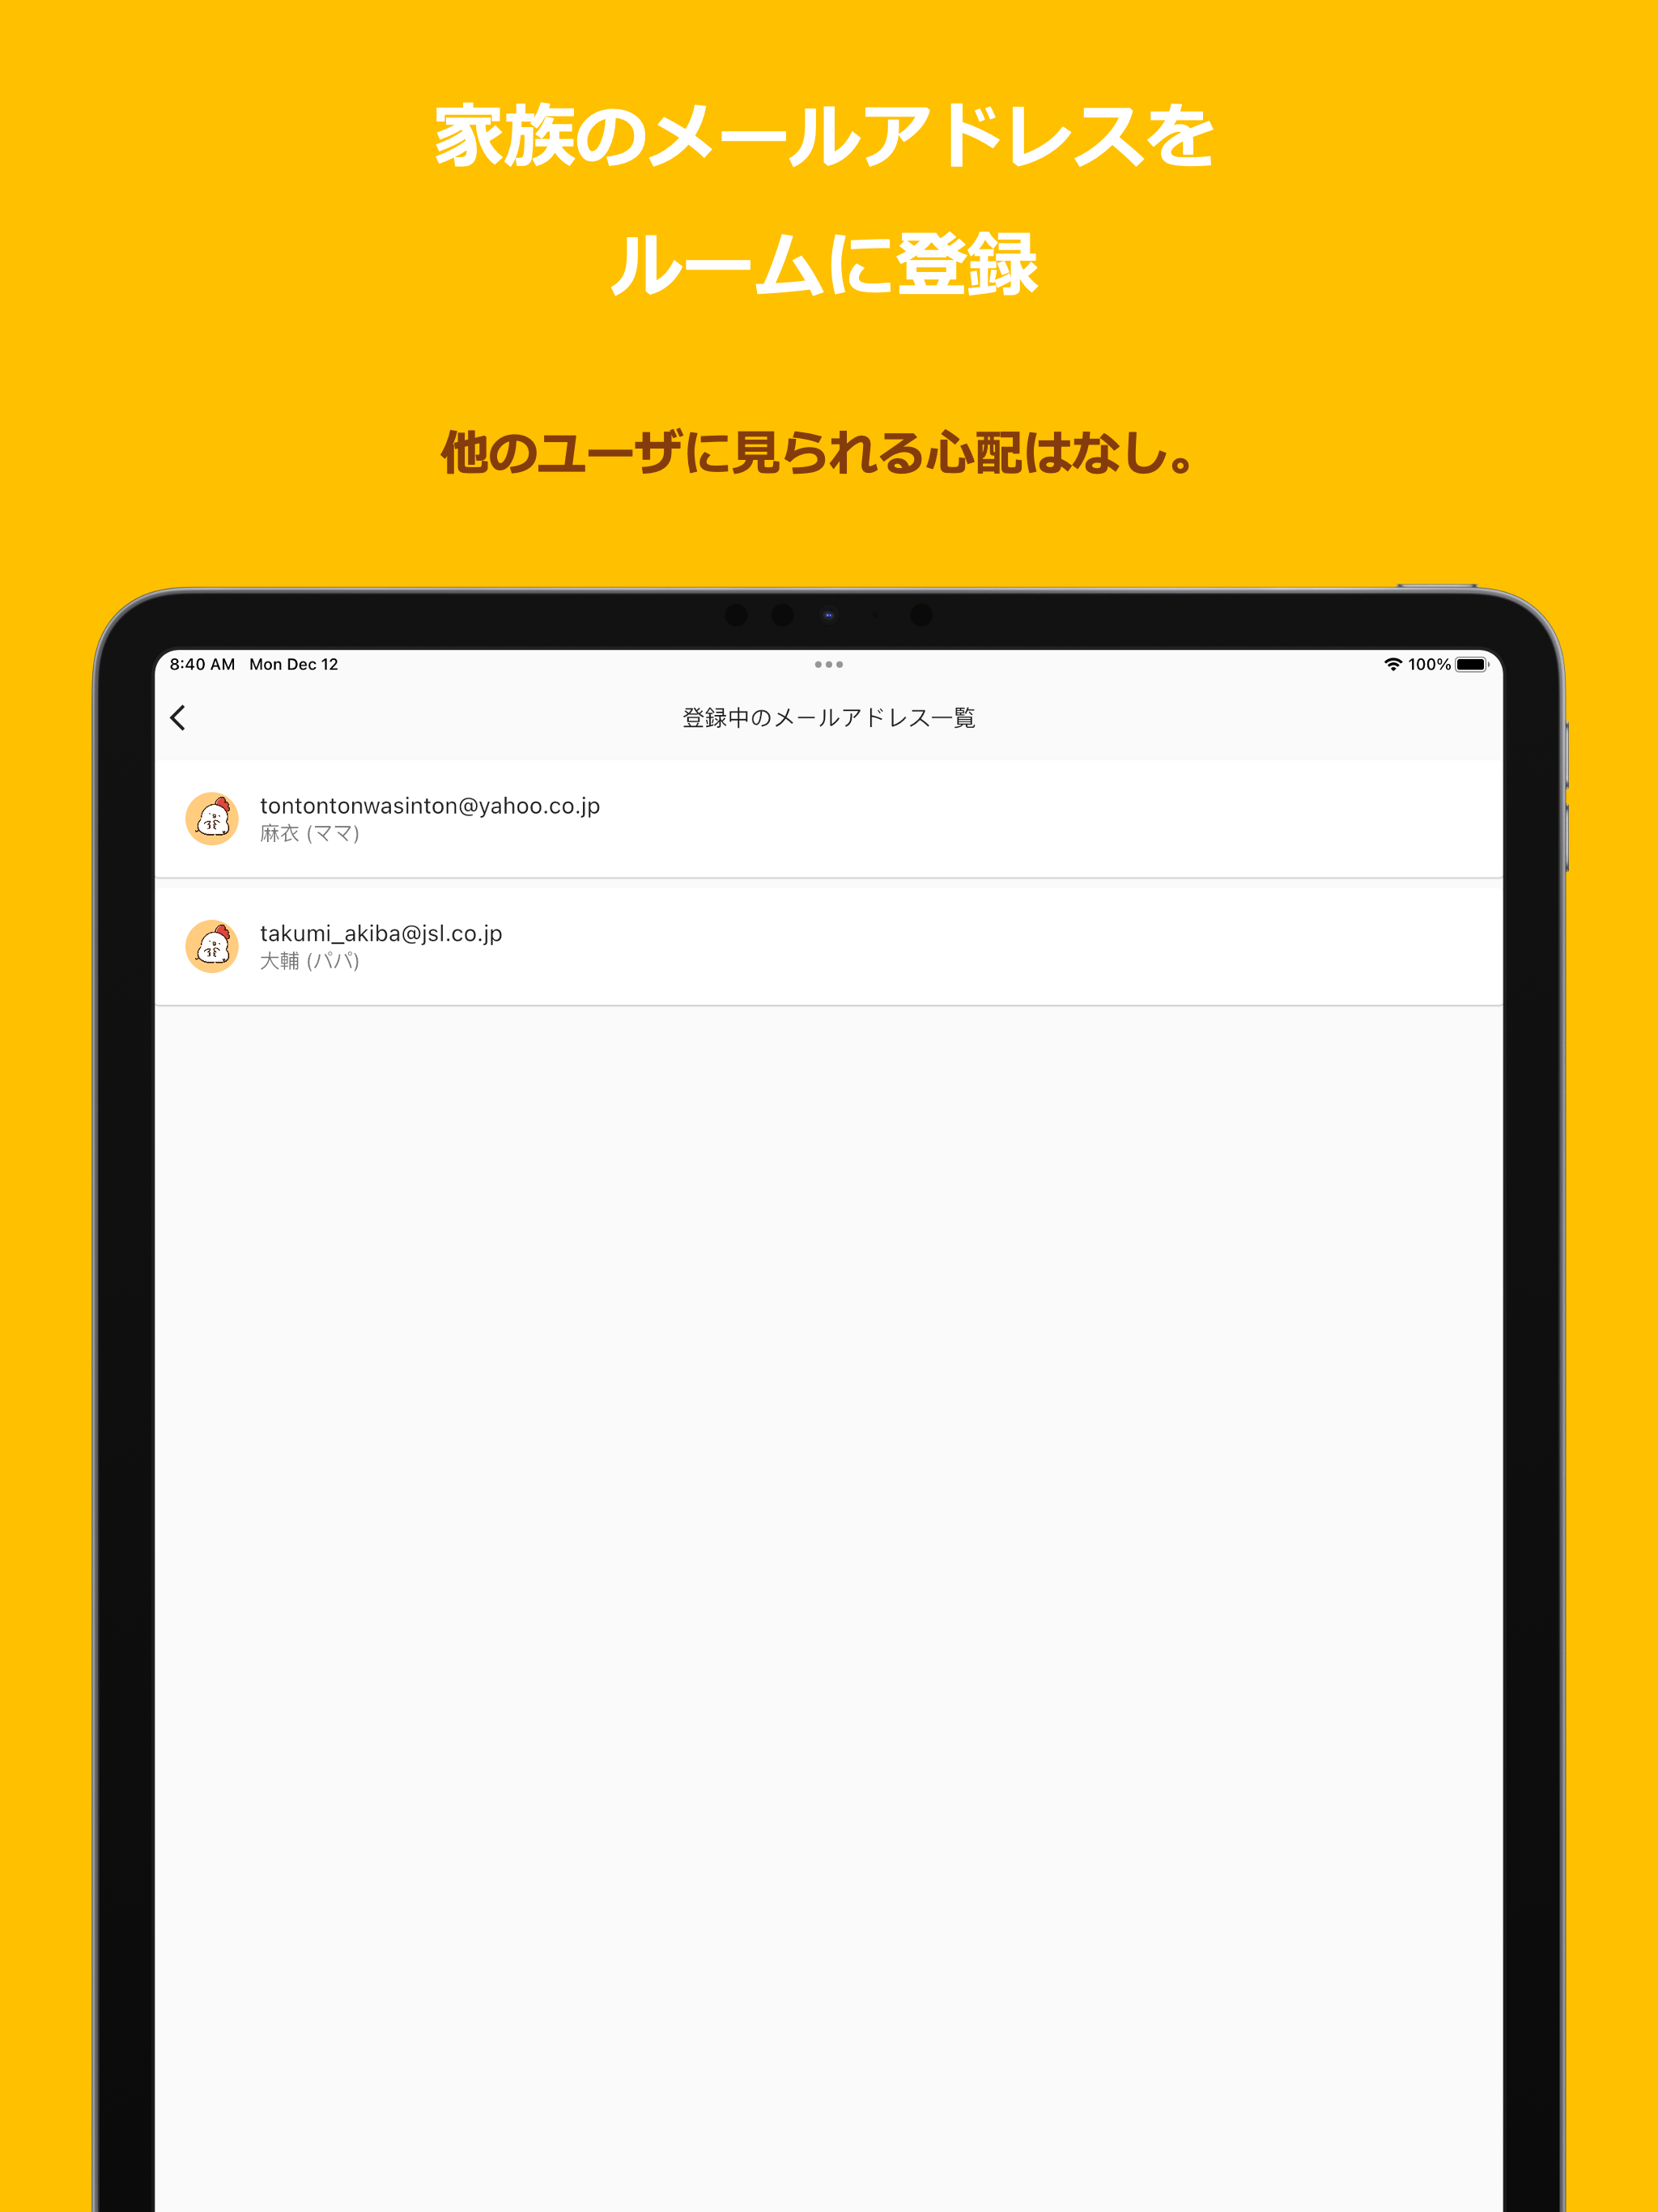 家族のメールアドレスを
ルームに登録
他のユーザに見られる心配はなし。
8:40 AM Mon Dec 12
100%
登録中のメールアドレス一覧
tontontonwasinton@yahoo.co.jp
麻衣 (ママ)
takumi_akiba@jsl.co.jp
大輔 (パパ)